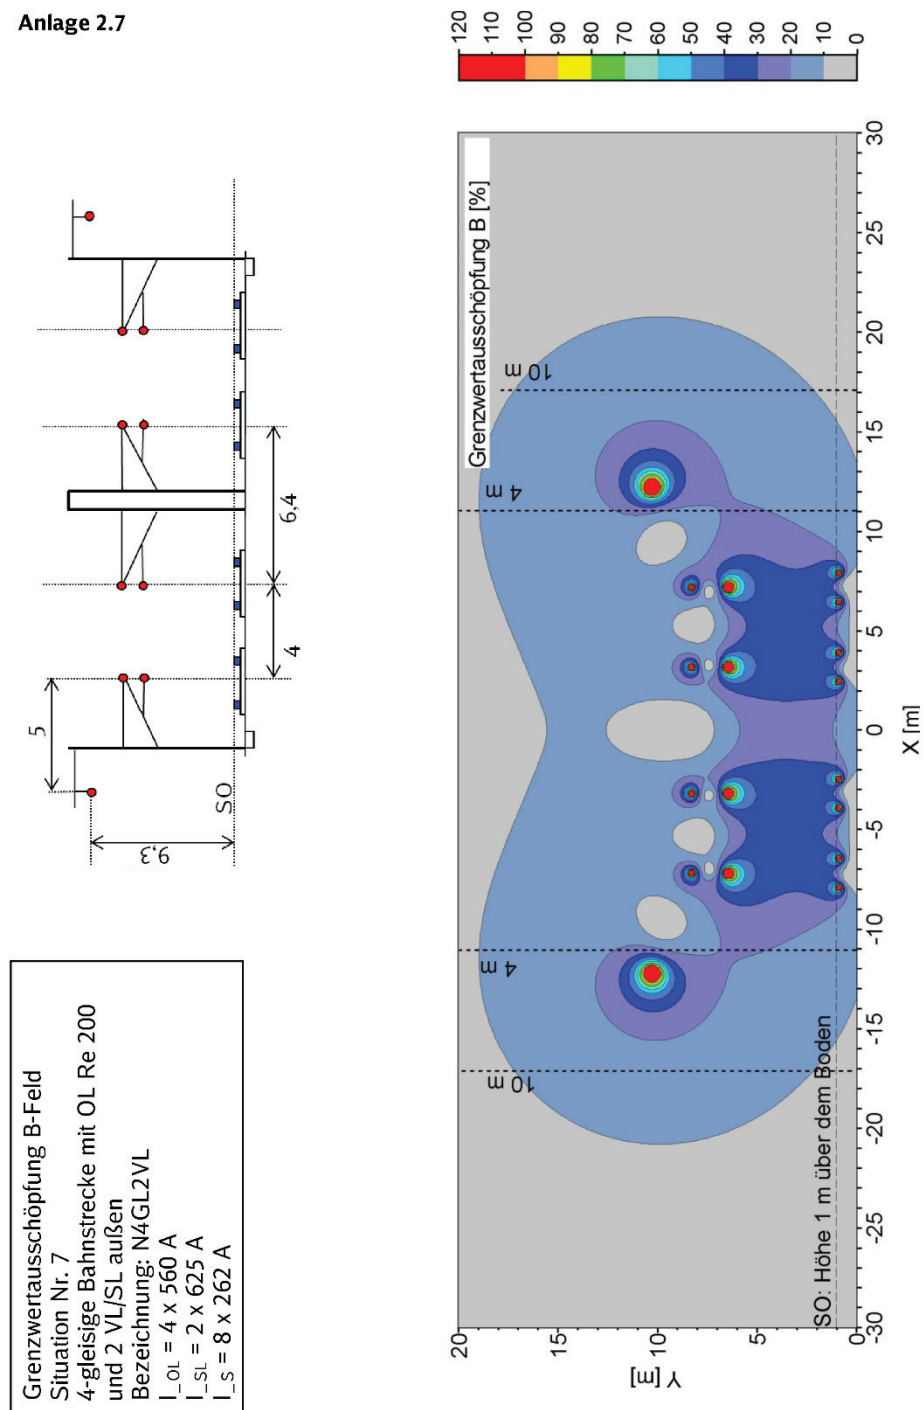 Anlage 2.7
Grenzwertausschöpfung B-Feld
Situation Nr. 7
4-gleisige Bahnstrecke mit OL Re 200
und 2 VL/SL außen
Bezeichnung: N4GL2VL
I_OL = 4 x 560 A
I_SL = 2 x 625 A
I_S = 8 x 262 A
5
9,3
SO
4
6,4
Grenzwertausschöpfung B [%]
120
110
100
90
80
70
60
50
40
30
20
10
0
Y [m]
20
15
10
5
0
10 m
4 m
4 m
10 m
SO: Höhe 1 m über dem Boden
-30
-25
-20
-15
-10
-5
0
5
10
15
20
25
30
X [m]